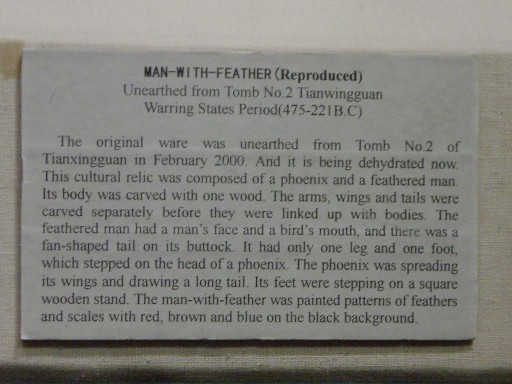 MAN-WITH-FEATHER(Reproduced)
Unearthed from Tomb No.2 Tianwingguan
Warring States Period(475-221B.C)
The original ware was unearthed from Tomb No.2 of
Tianxingguan in February 2000. And it is being dehydrated now.
This cultural relic was composed of a phoenix and a feathered man.
Its body was carved with one wood. The arms, wings and tails were
carved separately before they were linked up with bodies. The
feathered man had a man's face and a bird's mouth, and there was a
fan-shaped tail on its buttock. It had only one leg and one foot,
which stepped on the head of a phoenix. The phoenix was spreading
its wings and drawing a long tail. Its feet were stepping on a square
wooden stand. The man-with-feather was painted patterns of feathers
and scales with red, brown and blue on the black background.